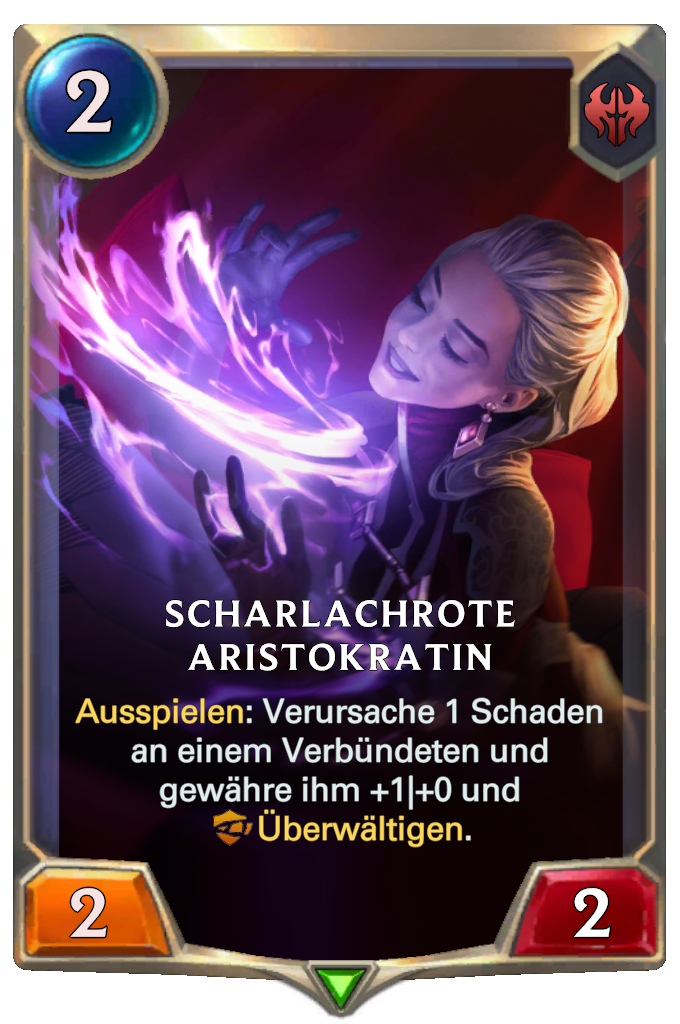 2
SCHARLACHROTE
ARISTOKRATIN
Ausspielen: Verursache 1 Schaden
an einem Verbündeten und
gewähre ihm +1|+0 und
Überwältigen.
2
2